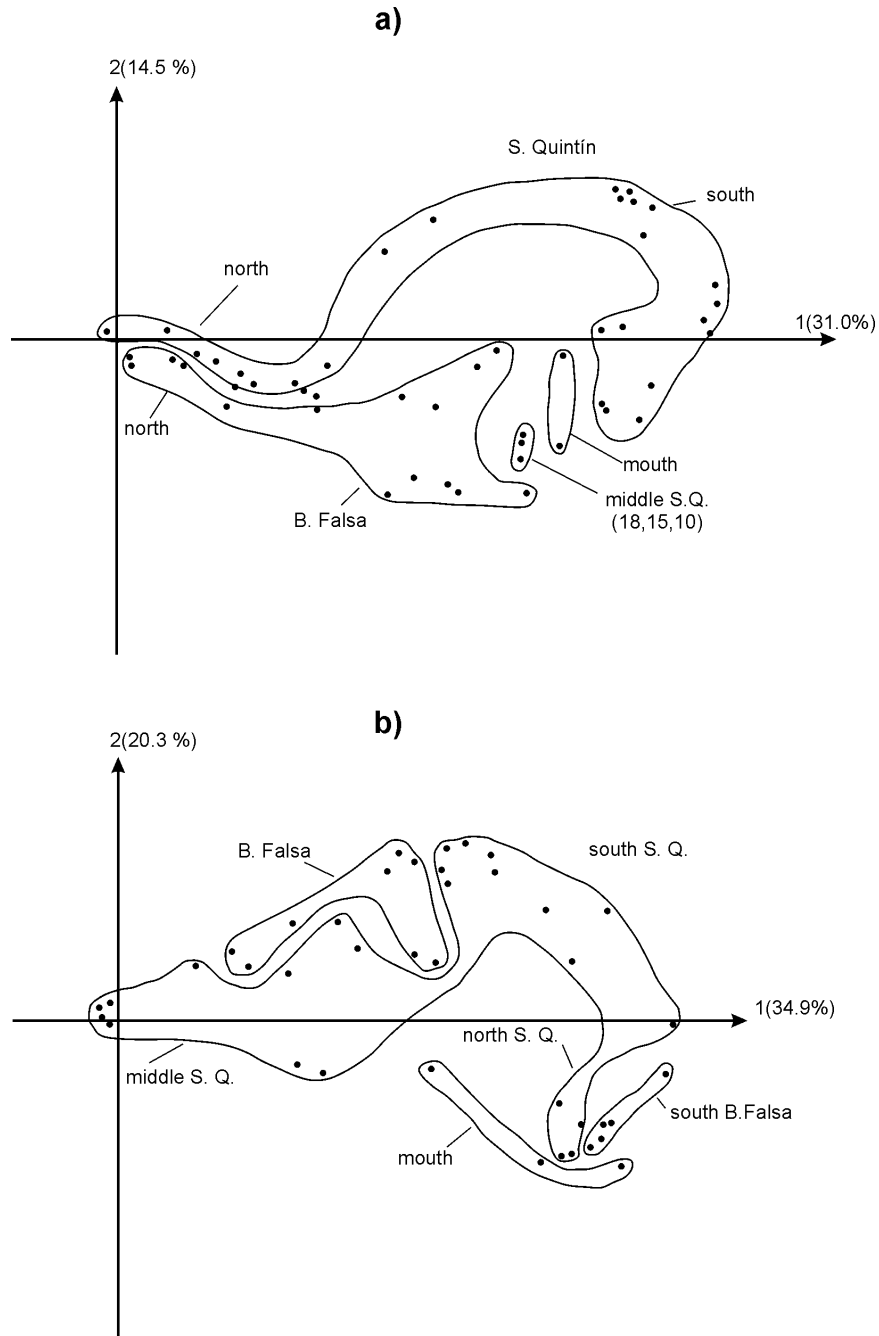 a)
2(14.5 %)
S. Quintín
south
north
1(31.0%)
north
mouth
middle S.Q.
(18,15,10)
B. Falsa
b)
2(20.3 %)
B. Falsa
south S. Q.
1(34.9%)
north S. Q.
middle S. Q.
south B.Falsa
mouth